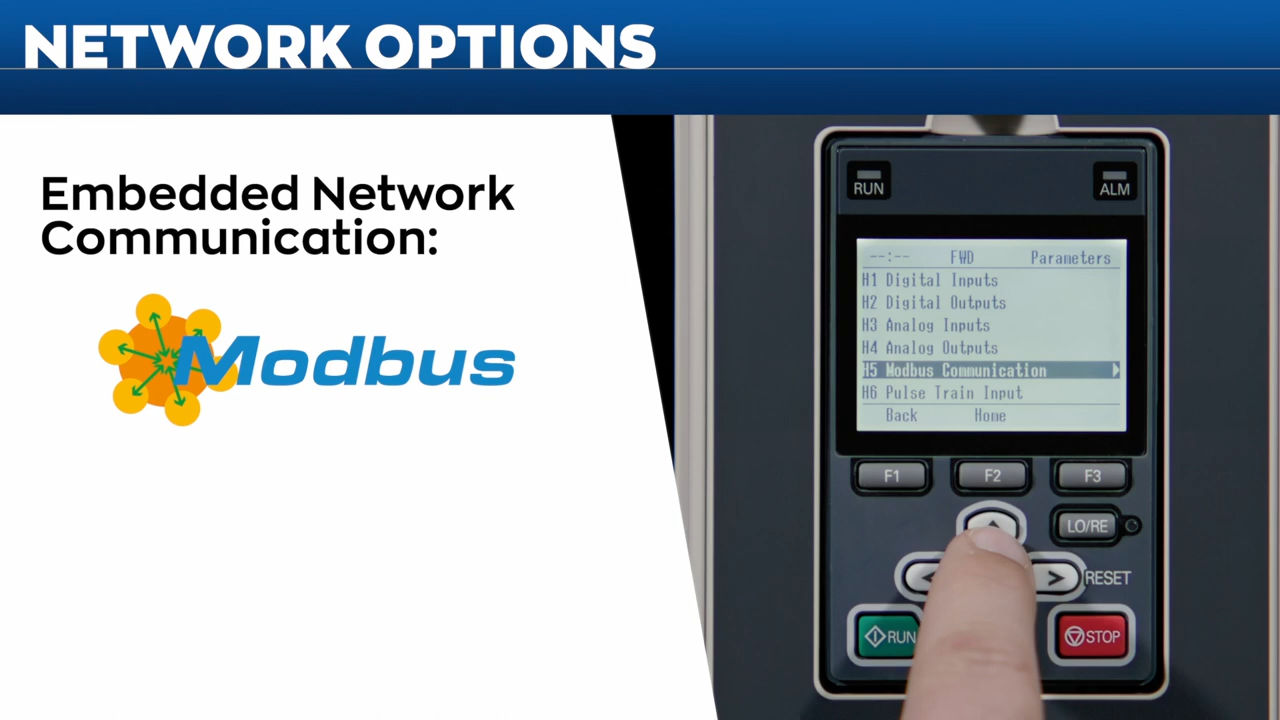 NETWORK OPTIONS
Embedded Network
Communication:
Modbus
RUN
ALM
--:-- FWD Parameters
H1 Digital Inputs
H2 Digital Outputs
H3 Analog Inputs
H4 Analog Outputs
H5 Modbus Communication
H6 Pulse Train Input
Back Home
F1 F2 F3
LO/RE
RESET
RUN
STOP